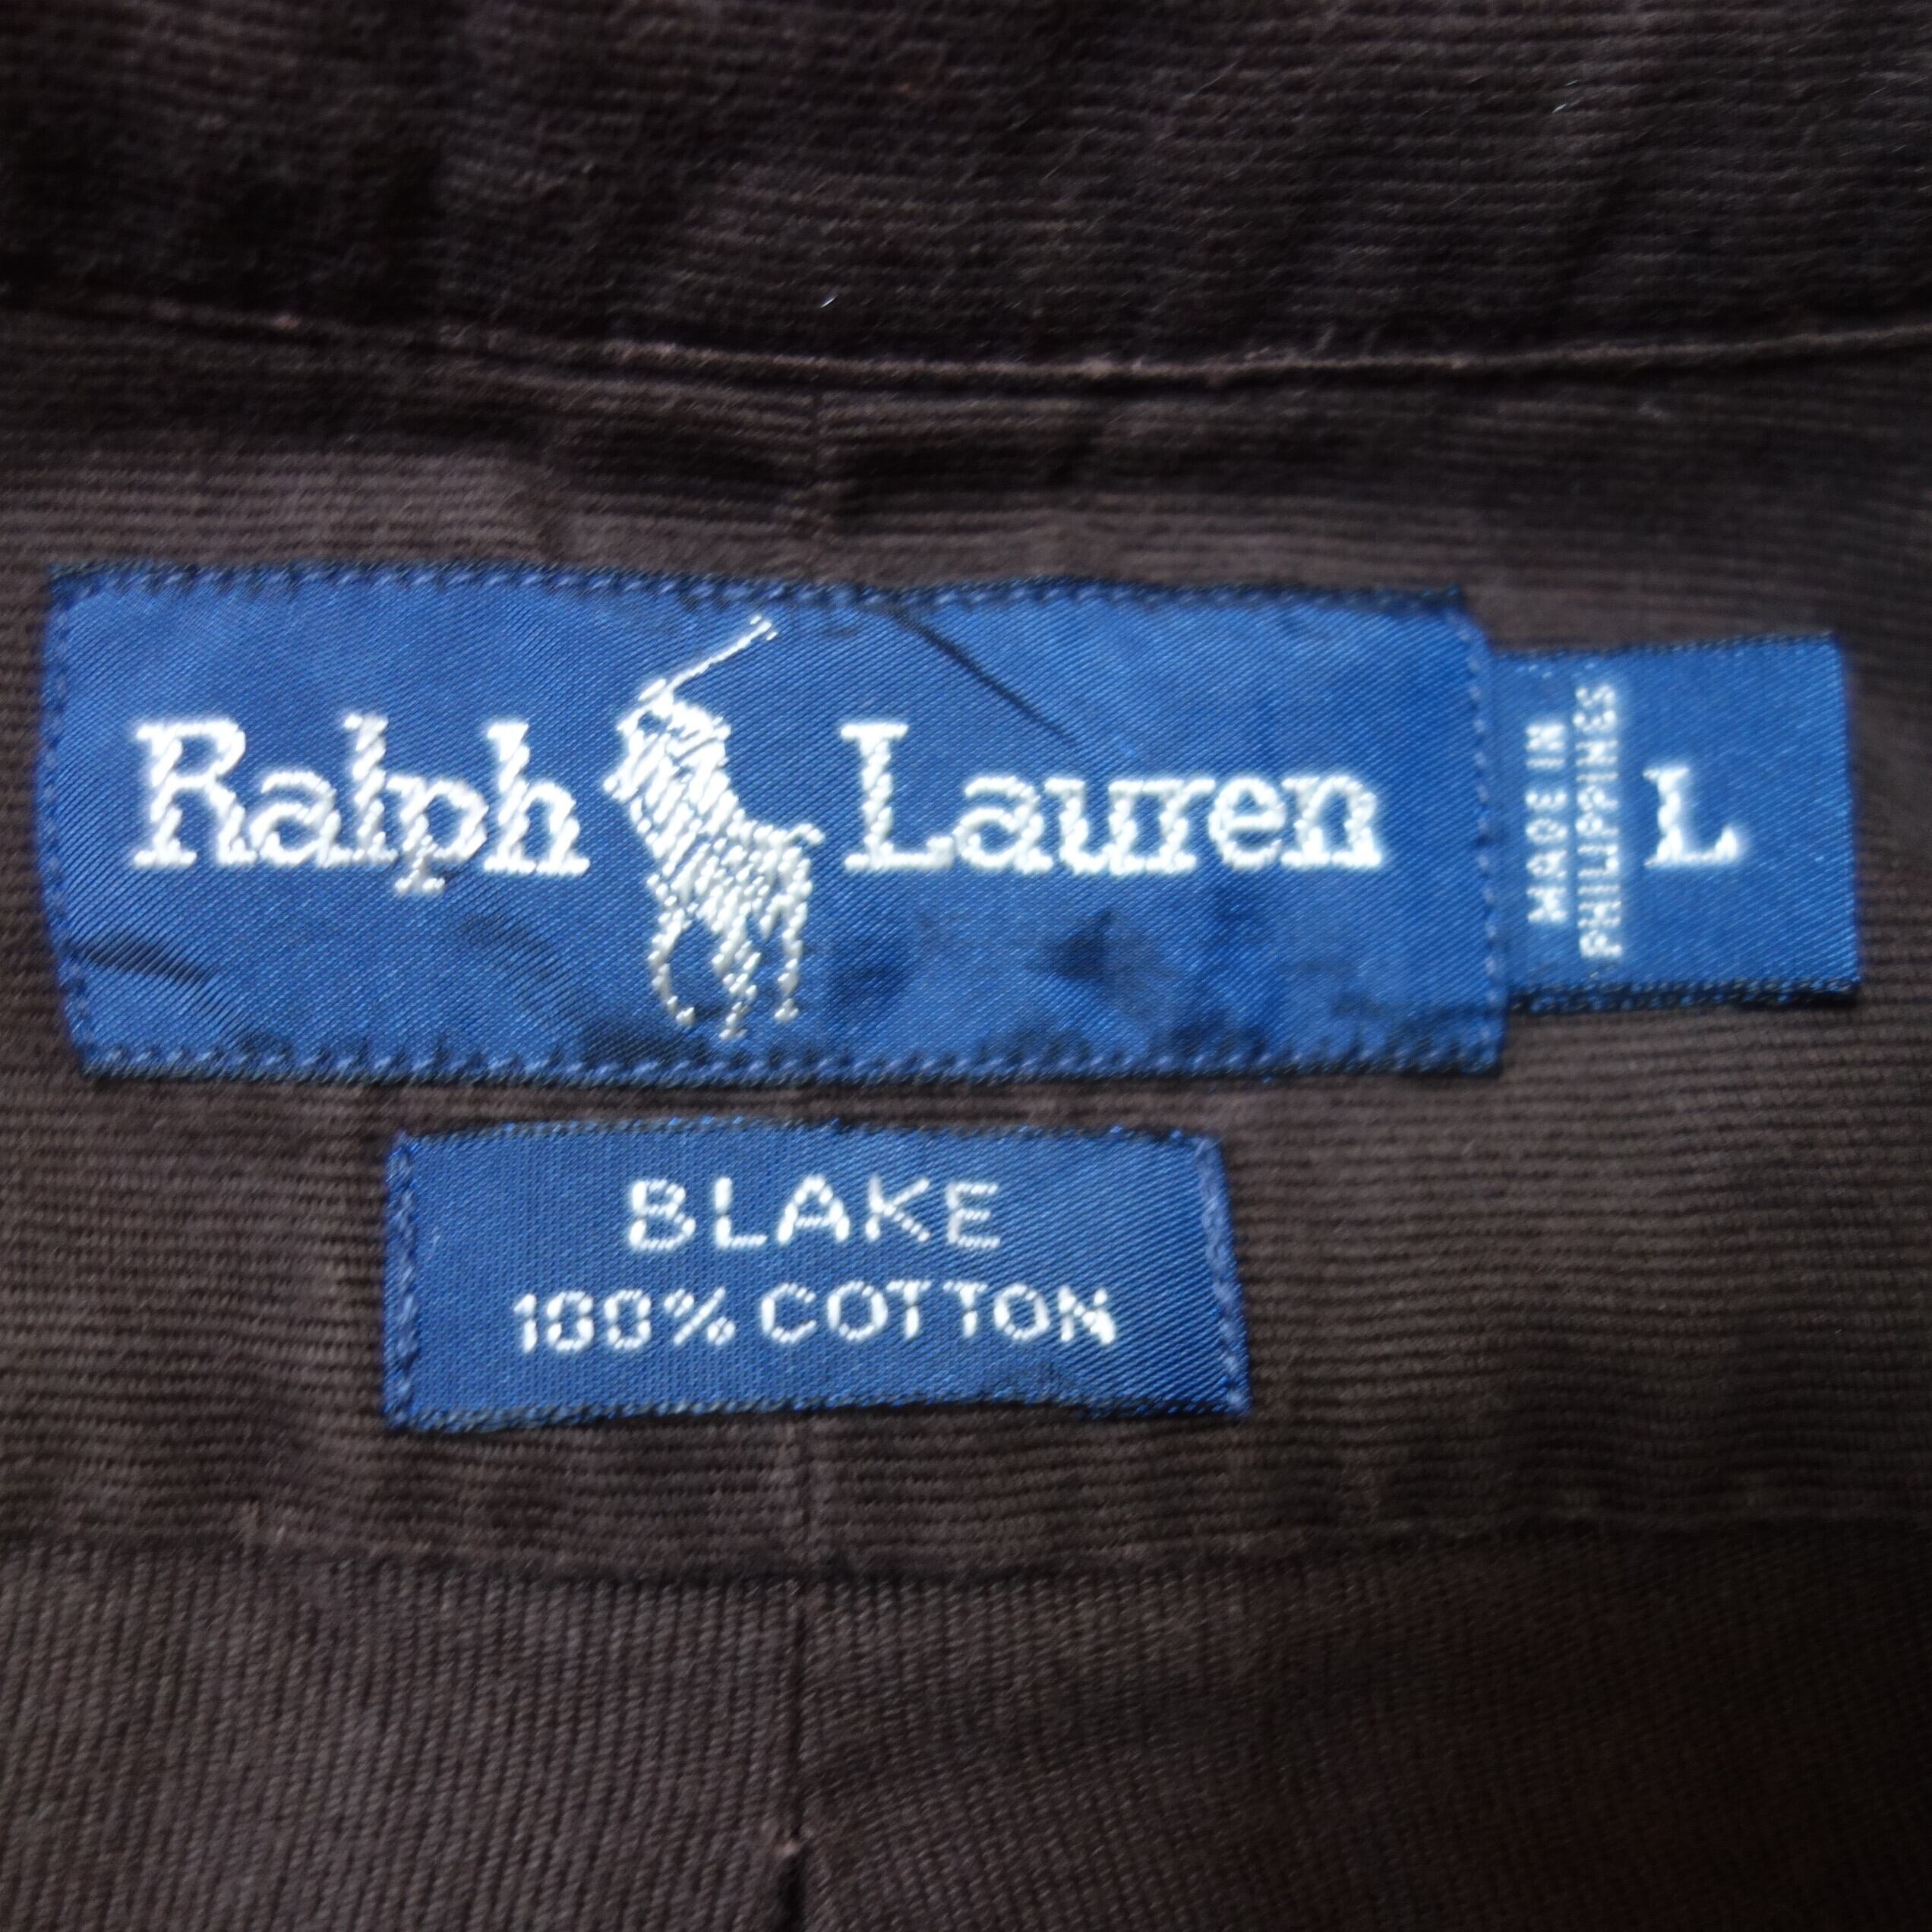 Ralph Lauren
MADE IN
PHILIPPINES
L
BLAKE
100% COTTON